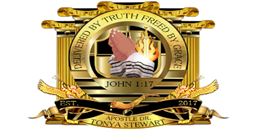 DELIVERED BY TRUTH FREED BY GRACE
JOHN 1:17
EST. 2017
APOSTLE DR.
TONYA STEWART